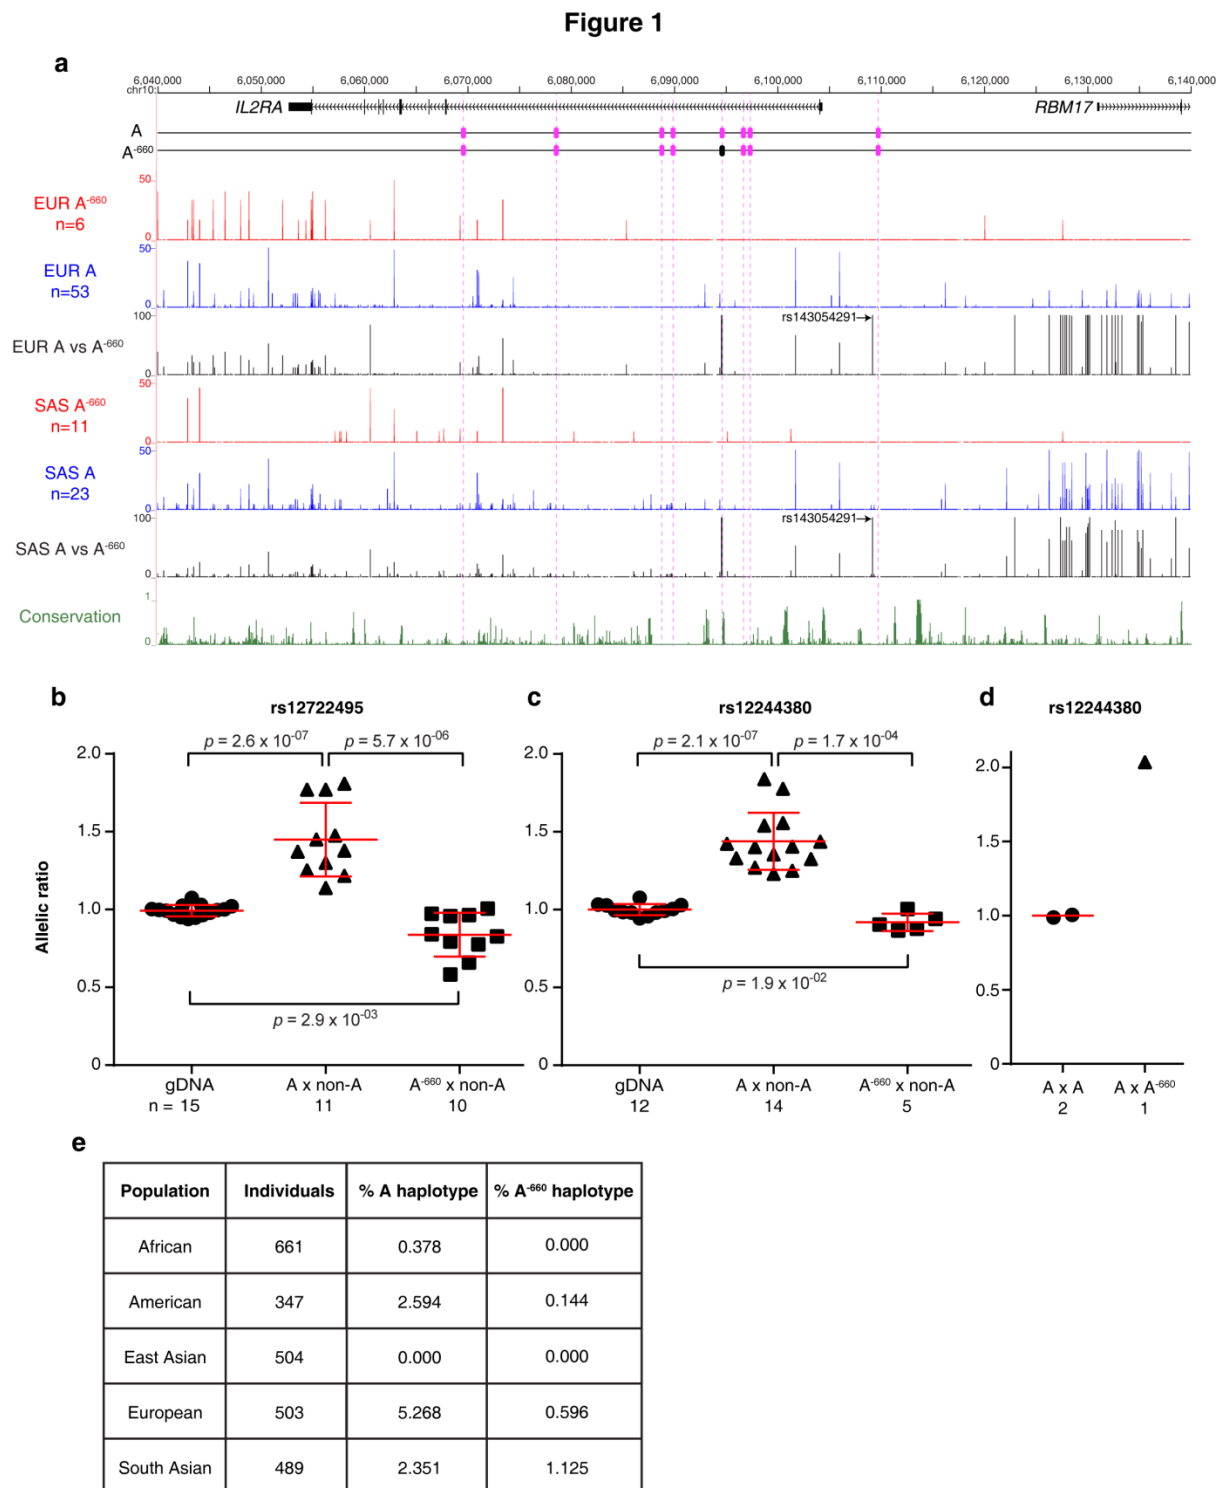 Figure 1
a
6,040,000 6,050,000 6,060,000 6,070,000 6,080,000 6,090,000 6,100,000 6,110,000 6,120,000 6,130,000 6,140,000
chr10:
IL2RA RBM17
A
A-660
50
EUR A-660
n=6
0
50
EUR A
n=53
0
100
rs143054291
EUR A vs A-660
0
50
SAS A-660
n=11
0
50
SAS A
n=23
0
100
rs143054291
SAS A vs A-660
0
1
Conservation
0
b
rs12722495
p = 2.6 x 10-07
p = 5.7 x 10-06
2.0
1.5
1.0
0.5
0
Allelic ratio
p = 2.9 x 10-03
gDNA A x non-A A-660 x non-A
n = 15 11 10
c
rs12244380
p = 2.1 x 10-07
p = 1.7 x 10-04
2.0
1.5
1.0
0.5
0
p = 1.9 x 10-02
gDNA A x non-A A-660 x non-A
12 14 5
d
rs12244380
2.0
1.5
1.0
0.5
0
A x A A x A-660
2 1
e
Population Individuals % A haplotype % A-660 haplotype
African 661 0.378 0.000
American 347 2.594 0.144
East Asian 504 0.000 0.000
European 503 5.268 0.596
South Asian 489 2.351 1.125